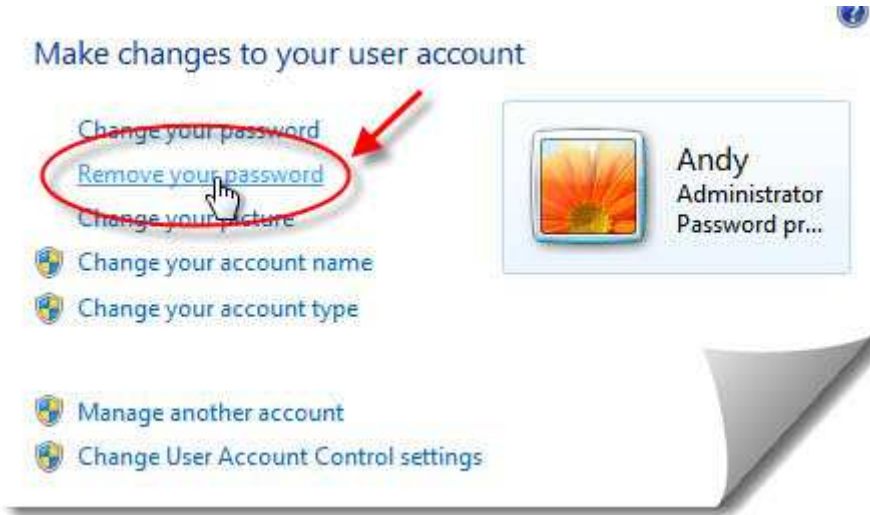 Make changes to your user account
Change your password
Remove your password
Change your picture
Change your account name
Change your account type
Manage another account
Change User Account Control settings
Andy
Administrator
Password pr...
?